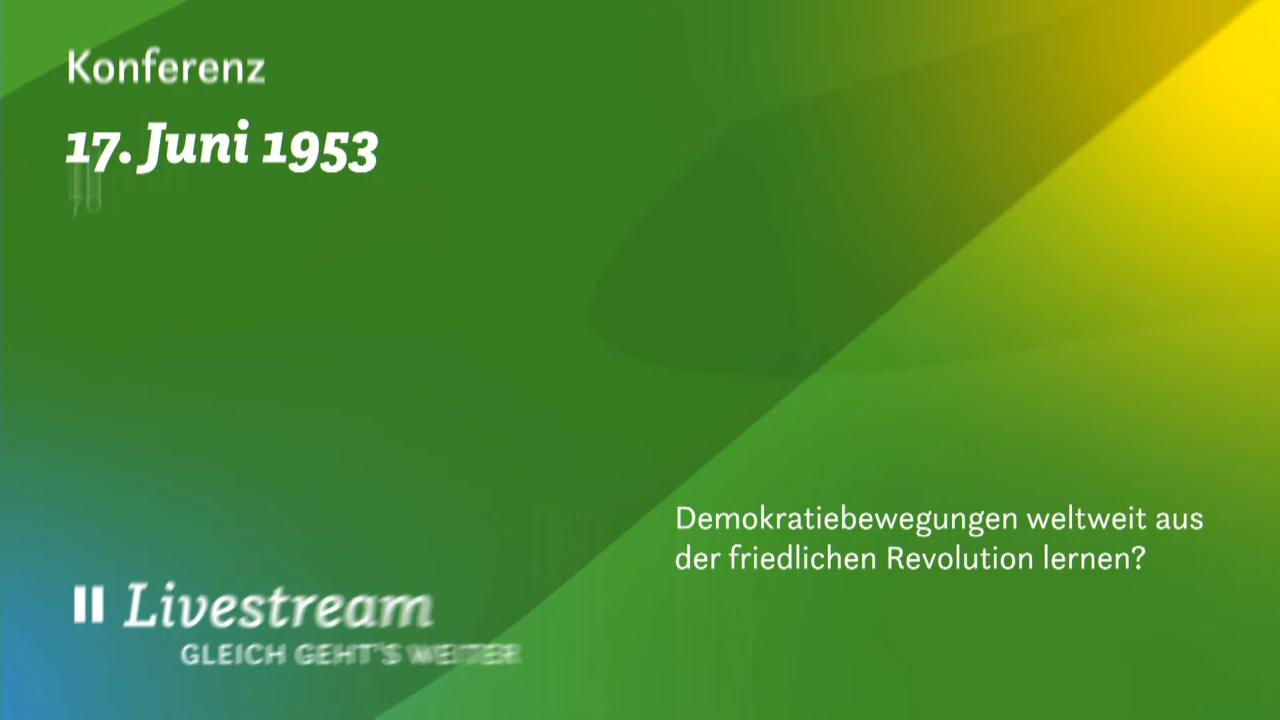 Konferenz
17. Juni 1953
Demokratiebewegungen weltweit aus
der friedlichen Revolution lernen?
Livestream
GLEICH GEHT'S WEITER